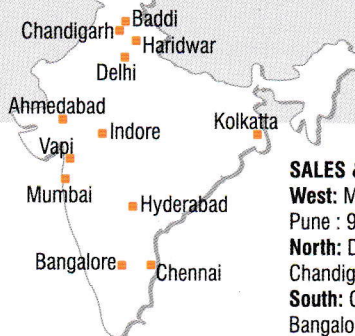 Baddi
Chandigarh
Haridwar
Delhi
Ahmedabad
Indore
Kolkatta
Vapi
Mumbai
Hyderabad
Bangalore
Chennai
SALES &
West: M
Pune : 9
North: D
Chandig
South: C
Bangalo